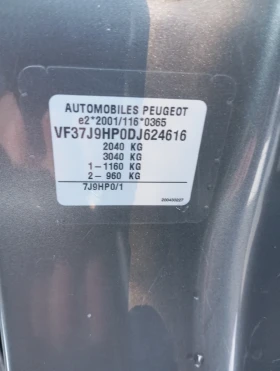 AUTOMOBILES PEUGEOT
e2*2001/116*0365
VF37J9HP0DJ624616
2040 KG
3040 KG
1-1160 KG
2- 960 KG
7J9HP0/1